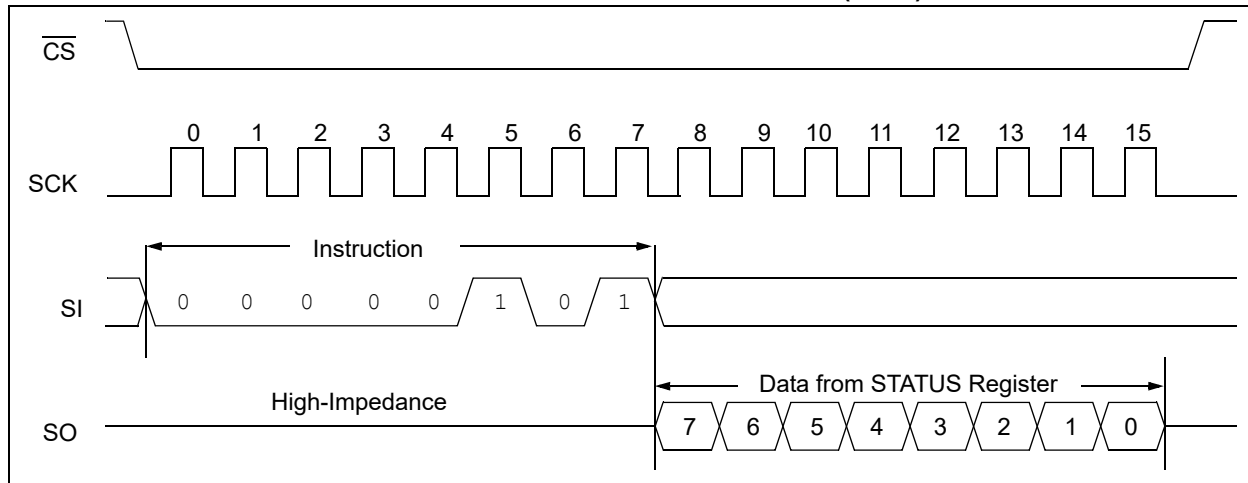 CS
0 1 2 3 4 5 6 7 8 9 10 11 12 13 14 15
SCK
Instruction
SI 0 0 0 0 0 1 0 1
Data from STATUS Register
High-Impedance
SO 7 6 5 4 3 2 1 0